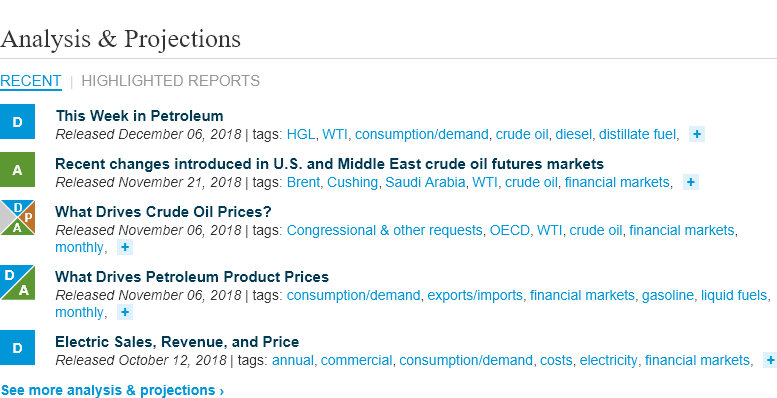 Analysis & Projections
RECENT | HIGHLIGHTED REPORTS
D
This Week in Petroleum
Released December 06, 2018 | tags: HGL, WTI, consumption/demand, crude oil, diesel, distillate fuel, +
A
Recent changes introduced in U.S. and Middle East crude oil futures markets
Released November 21, 2018 | tags: Brent, Cushing, Saudi Arabia, WTI, crude oil, financial markets, +
D P A
What Drives Crude Oil Prices?
Released November 06, 2018 | tags: Congressional & other requests, OECD, WTI, crude oil, financial markets,
monthly, +
D A
What Drives Petroleum Product Prices
Released November 06, 2018 | tags: consumption/demand, exports/imports, financial markets, gasoline, liquid fuels,
monthly, +
D
Electric Sales, Revenue, and Price
Released October 12, 2018 | tags: annual, commercial, consumption/demand, costs, electricity, financial markets, +
See more analysis & projections ›